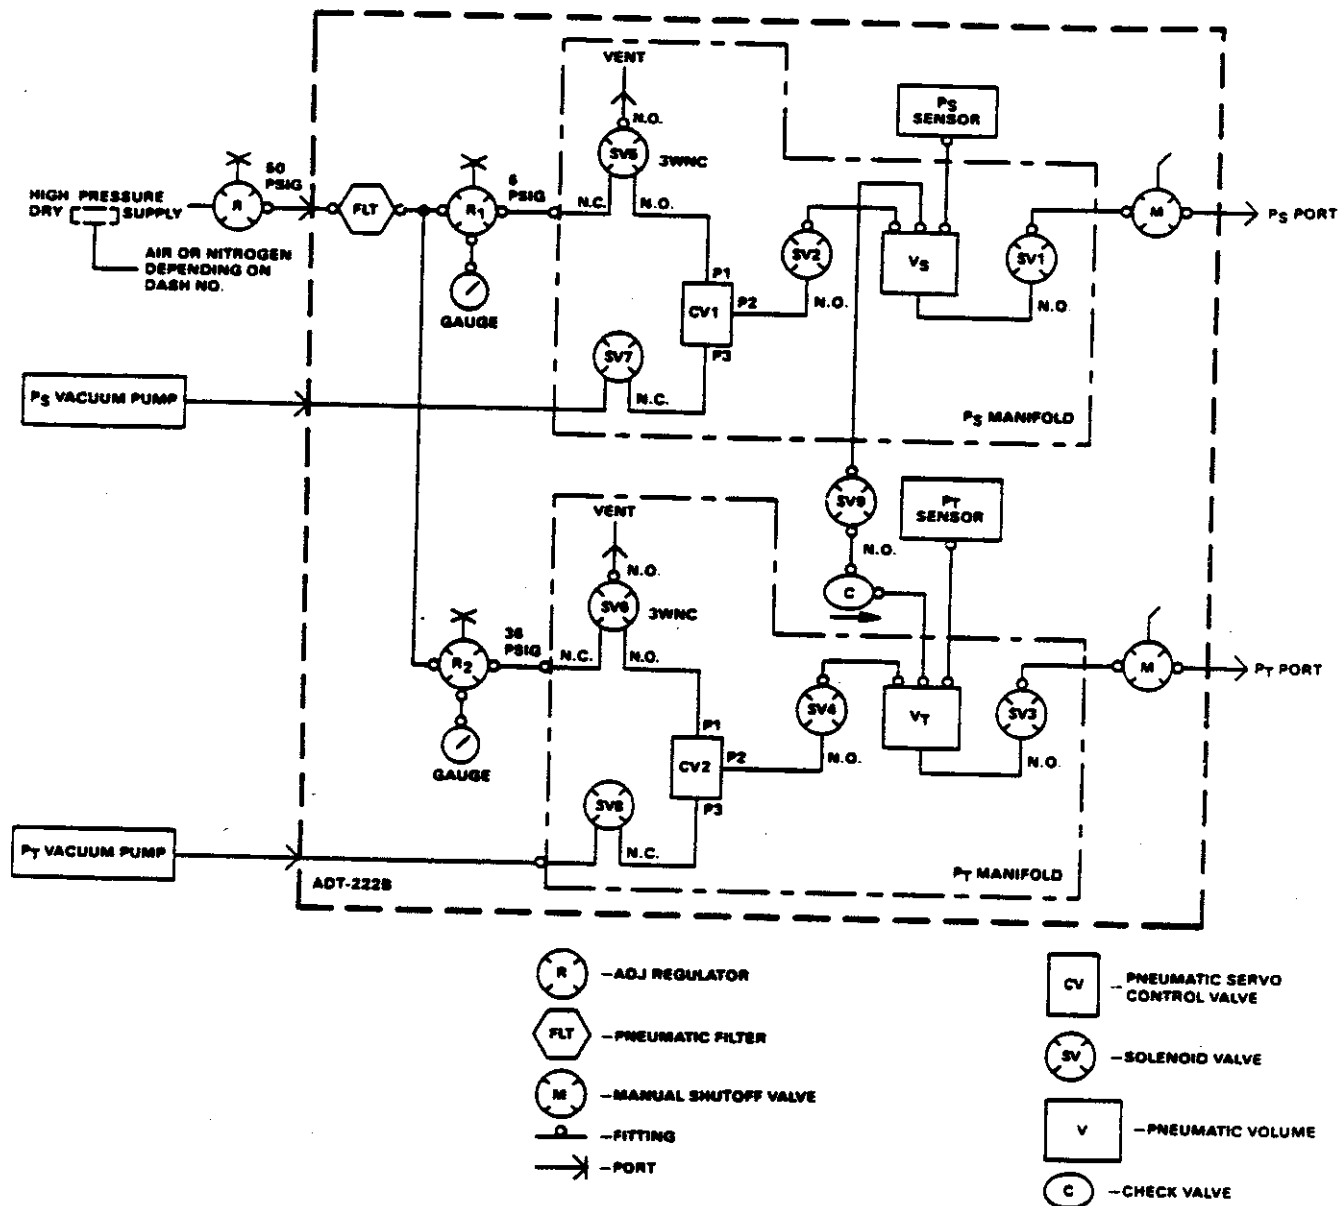 VENT
N.O.
SV5
3WNC
PS
SENSOR
HIGH PRESSURE
DRY SUPPLY
R
50
PSIG
FLT
R1
6
PSIG
N.C.
N.O.
AIR OR NITROGEN
DEPENDING ON
DASH NO.
GAUGE
P1
CV1
P2
P3
SV2
N.O.
VS
SV1
N.O.
M
PS PORT
SV7
N.C.
PS VACUUM PUMP
PS MANIFOLD
SV9
N.O.
C
PT
SENSOR
VENT
N.O.
SV6
3WNC
R2
36
PSIG
N.C.
N.O.
GAUGE
P1
CV2
P2
P3
SV4
N.O.
VT
SV3
N.O.
M
PT PORT
SV8
N.C.
PT VACUUM PUMP
PT MANIFOLD
ADT-222B
R –ADJ REGULATOR
FLT –PNEUMATIC FILTER
M –MANUAL SHUTOFF VALVE
–FITTING
–PORT
CV –PNEUMATIC SERVO
CONTROL VALVE
SV –SOLENOID VALVE
V –PNEUMATIC VOLUME
C –CHECK VALVE